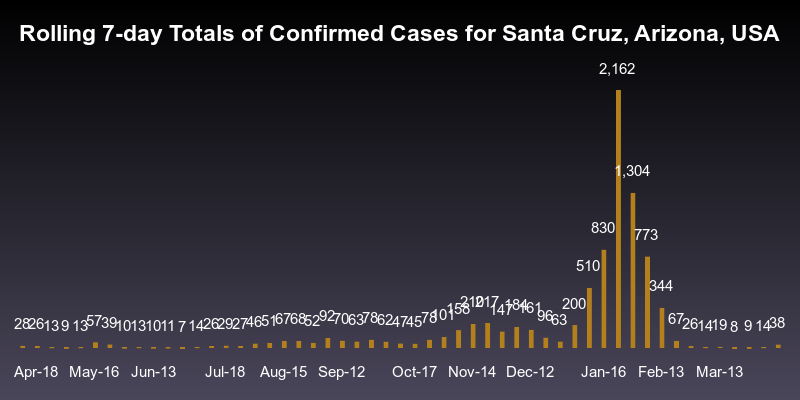 Rolling 7-day Totals of Confirmed Cases for Santa Cruz, Arizona, USA
2,162
1,304
830
773
510
344
200
28 26 13 9 13 57 39 10 13 10 11 7 14 26 29 27 46 51 67 68 52 92 70 63 78 62 47 45 78 101 158 210 217 147 184 161 96 63
67 26 14 19 8 9 14 38
Apr-18 May-16 Jun-13 Jul-18 Aug-15 Sep-12 Oct-17 Nov-14 Dec-12 Jan-16 Feb-13 Mar-13